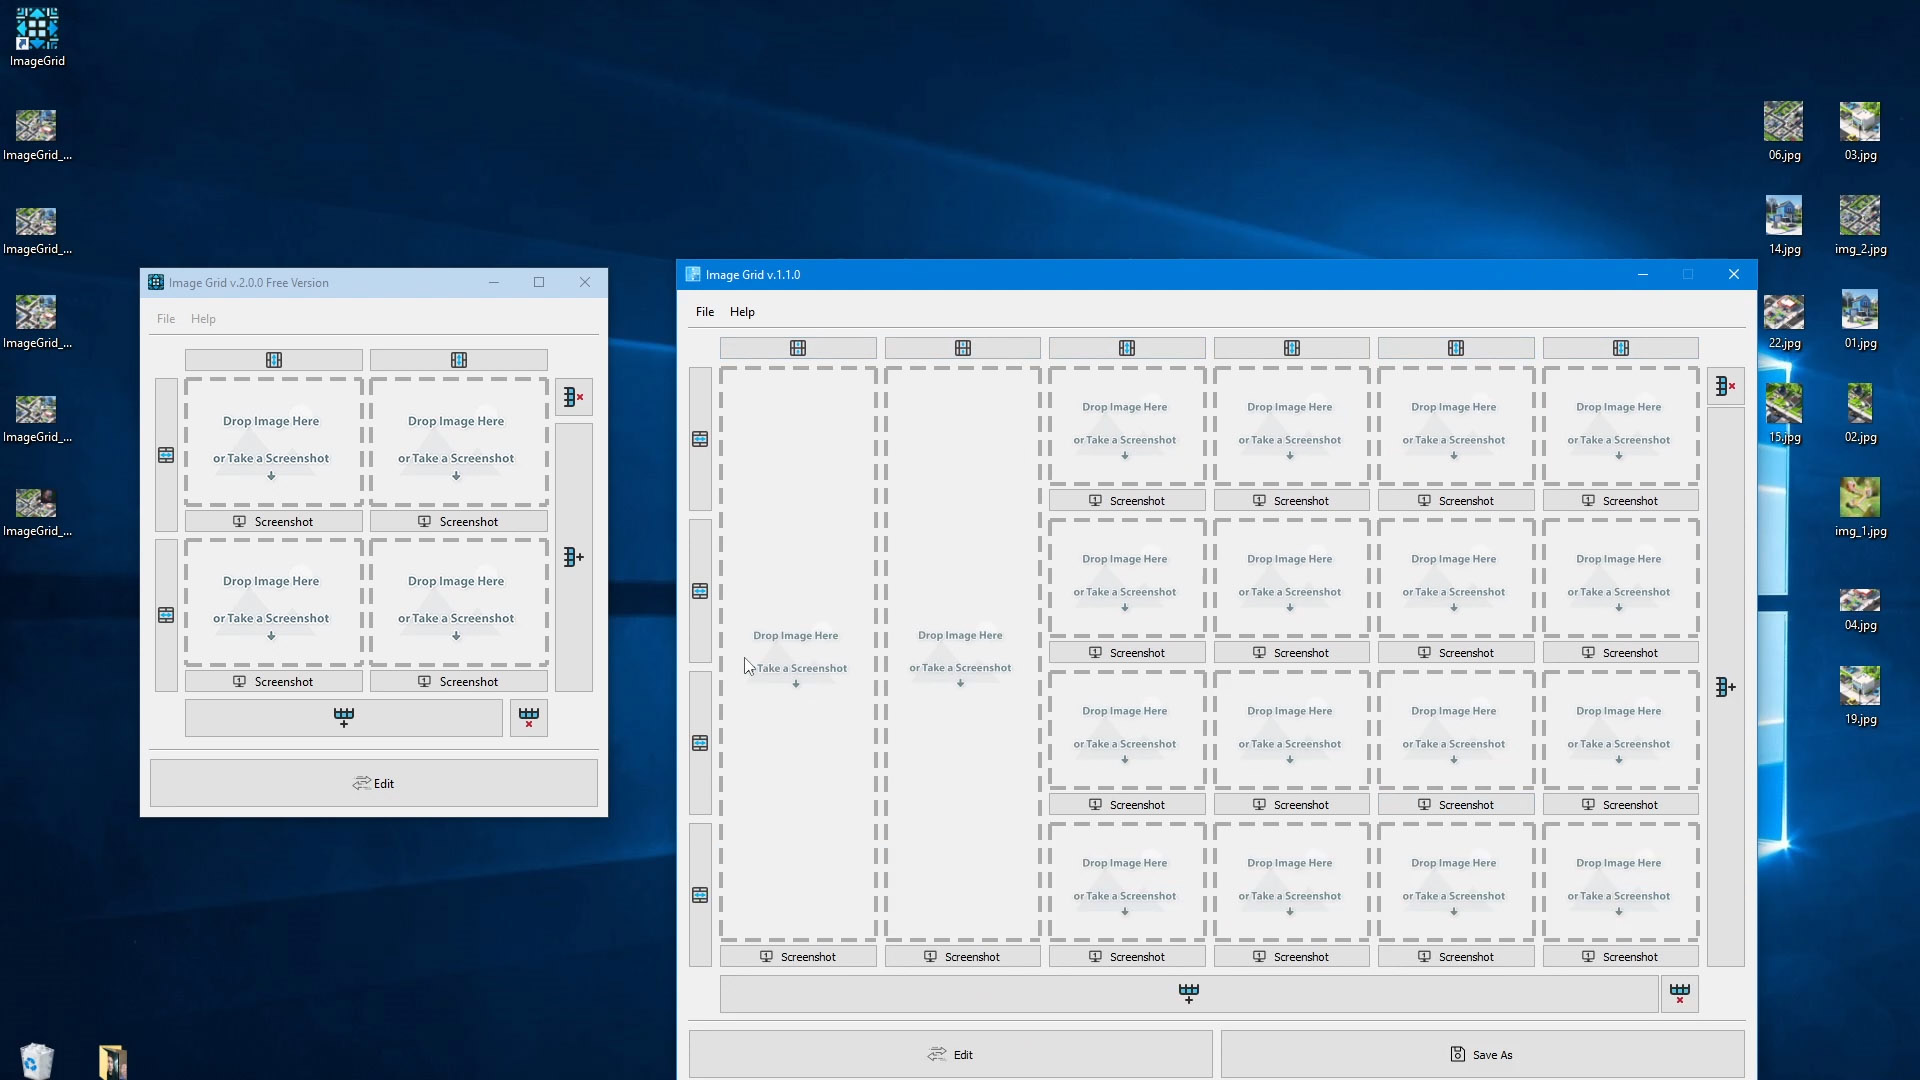 ImageGrid
ImageGrid_...
ImageGrid_...
ImageGrid_...
ImageGrid_...
ImageGrid_...
Image Grid v.2.0.0 Free Version
File Help
Drop Image Here
or Take a Screenshot
Drop Image Here
or Take a Screenshot
Screenshot
Screenshot
Drop Image Here
or Take a Screenshot
Drop Image Here
or Take a Screenshot
Screenshot
Screenshot
Edit
Image Grid v.1.1.0
File Help
Drop Image Here
Take a Screenshot
Screenshot
Drop Image Here
or Take a Screenshot
Screenshot
Drop Image Here
or Take a Screenshot
Screenshot
Drop Image Here
or Take a Screenshot
Screenshot
Drop Image Here
or Take a Screenshot
Screenshot
Drop Image Here
or Take a Screenshot
Screenshot
Drop Image Here
or Take a Screenshot
Screenshot
Drop Image Here
or Take a Screenshot
Screenshot
Drop Image Here
or Take a Screenshot
Screenshot
Drop Image Here
or Take a Screenshot
Screenshot
Drop Image Here
or Take a Screenshot
Screenshot
Drop Image Here
or Take a Screenshot
Screenshot
Drop Image Here
or Take a Screenshot
Screenshot
Drop Image Here
or Take a Screenshot
Screenshot
Drop Image Here
or Take a Screenshot
Screenshot
Drop Image Here
or Take a Screenshot
Screenshot
Drop Image Here
or Take a Screenshot
Screenshot
Drop Image Here
or Take a Screenshot
Screenshot
Edit
Save As
06.jpg
03.jpg
14.jpg
img_2.jpg
22.jpg
01.jpg
15.jpg
02.jpg
img_1.jpg
04.jpg
19.jpg